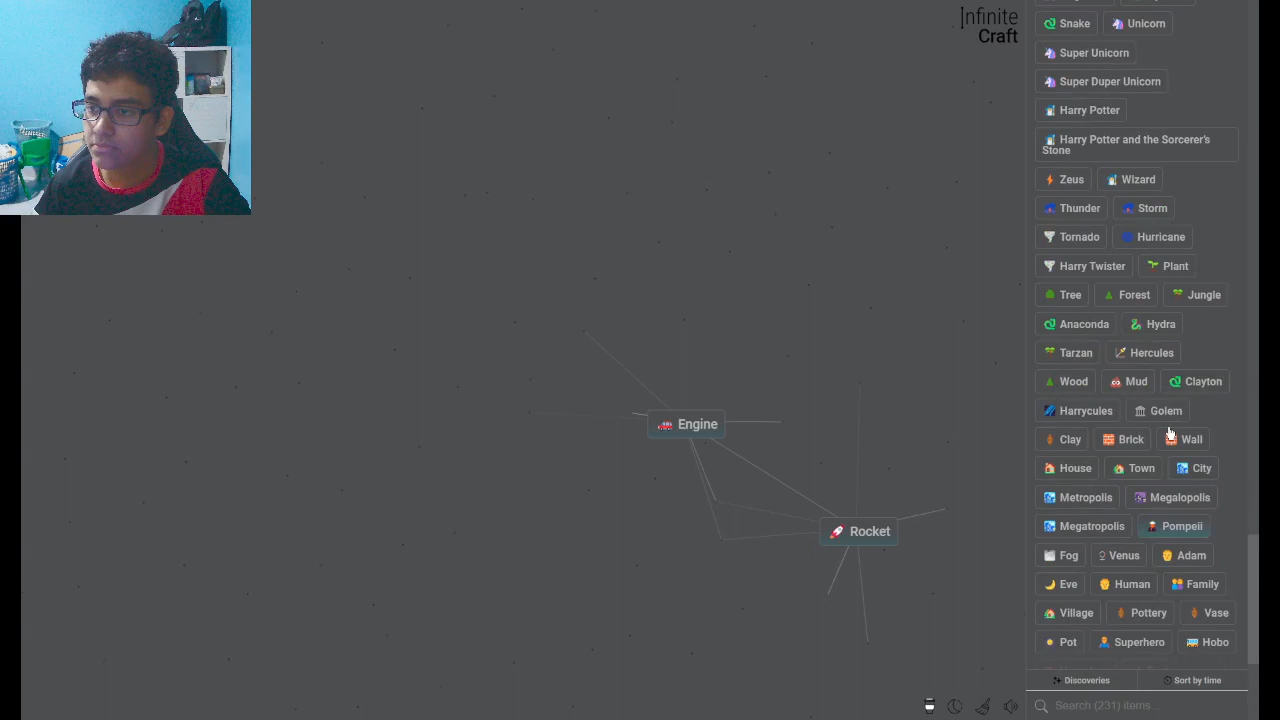 Infinite
Craft
Snake Unicorn
Super Unicorn
Super Duper Unicorn
Harry Potter
Harry Potter and the Sorcerer's
Stone
Zeus Wizard
Thunder Storm
Tornado Hurricane
Harry Twister Plant
Tree Forest Jungle
Anaconda Hydra
Tarzan Hercules
Wood Mud Clayton
Harrycules Golem
Clay Brick Wall
House Town City
Metropolis Megalopolis
Megatropolis Pompeii
Fog Venus Adam
Eve Human Family
Village Pottery Vase
Pot Superhero Hobo
Engine
Rocket
Discoveries Sort by time
Search (231) items...